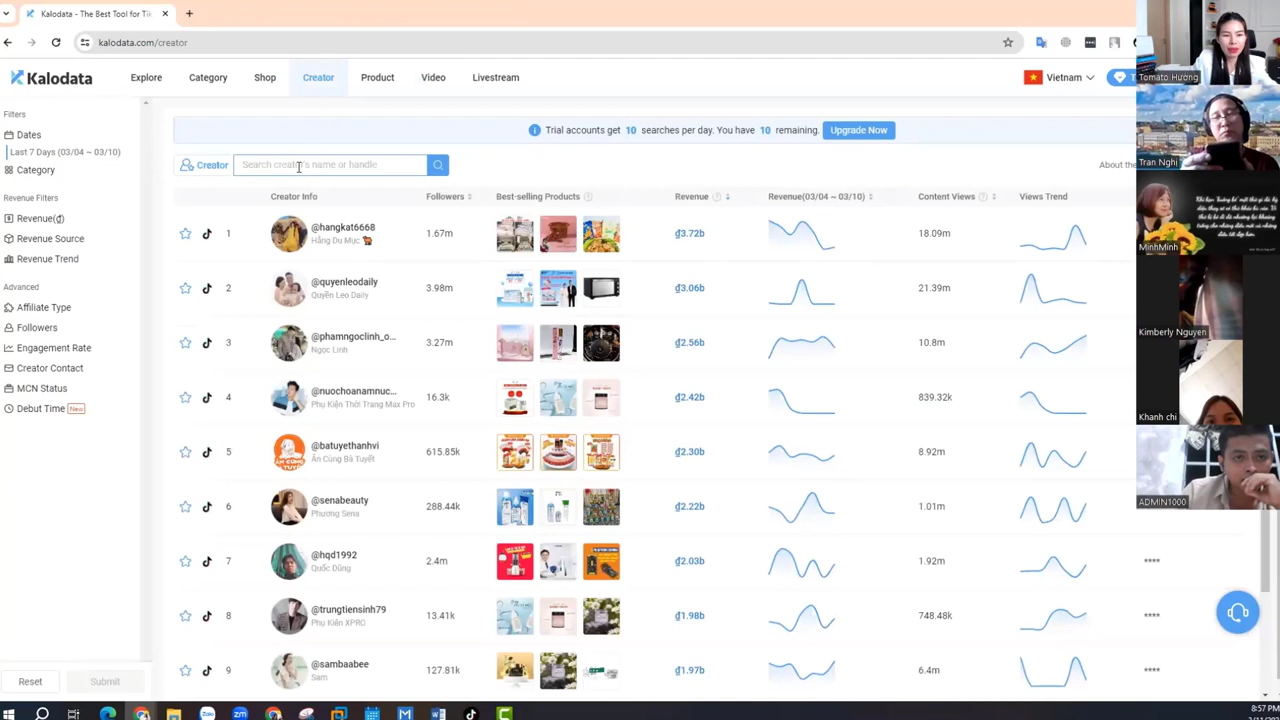 Kalodata - The Best Tool for Tik
kalodata.com/creator
Kalodata
Explore
Category
Shop
Creator
Product
Video
Livestream
Vietnam
Tomato Hương
Filters
Dates
Last 7 Days (03/04 ~ 03/10)
Category
Revenue Filters
Revenue(₫)
Revenue Source
Revenue Trend
Advanced
Affiliate Type
Followers
Engagement Rate
Creator Contact
MCN Status
Debut Time New
Reset
Submit
Trial accounts get 10 searches per day. You have 10 remaining. Upgrade Now
Creator
Search creator's name or handle
About the
Creator Info Followers Best-selling Products Revenue Revenue(03/04 ~ 03/10) Content Views Views Trend
1 @hangkat6668 1.67m ₫3.72b 18.09m
Hằng Du Mục
2 @quyenleodaily 3.98m ₫3.06b 21.39m
Quyền Leo Daily
3 @phamngoclinh_o... 3.27m ₫2.56b 10.8m
Ngọc Linh
4 @nuochoanamnuc... 16.3k ₫2.42b 839.32k
Phụ Kiện Thời Trang Max Pro
5 @batuyethanhvi 615.85k ₫2.30b 8.92m
Ăn Cùng Bà Tuyết
6 @senabeauty 288.44k ₫2.22b 1.01m
Phương Sena
7 @hqd1992 2.4m ₫2.03b 1.92m ****
Quốc Dũng
8 @trungtiensinh79 13.41k ₫1.98b 748.48k ****
Phụ Kiện XPRO
9 @sambaabee 127.81k ₫1.97b 6.4m ****
Sam
Tran Nghị
MinhMinh
Kimberly Nguyen
Khanh chi
ADMIN1000
8:57 PM